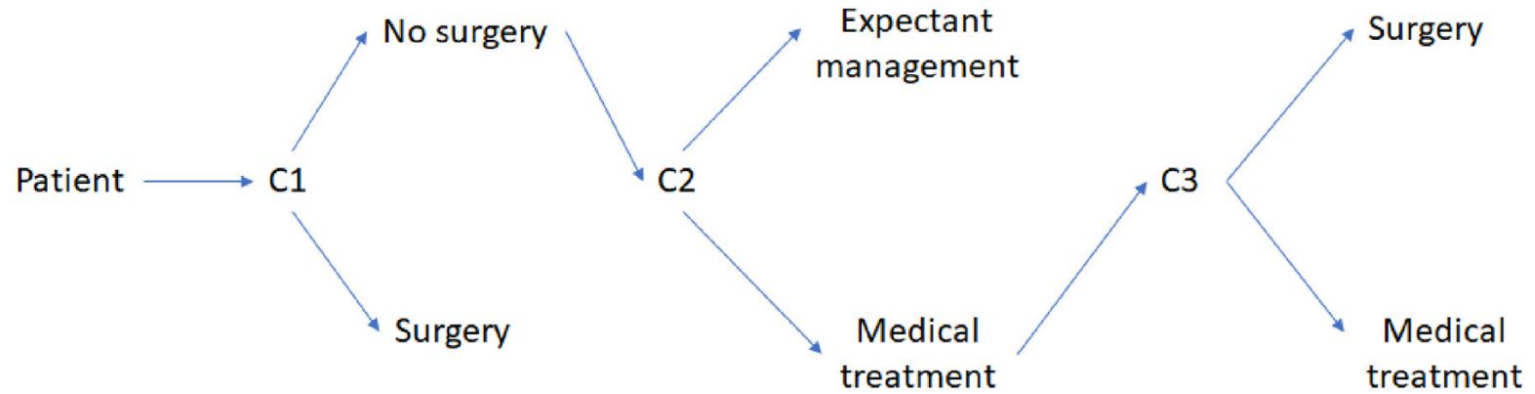 No surgery
Expectant
management
Surgery
Patient
C1
C2
C3
Surgery
Medical
treatment
Medical
treatment